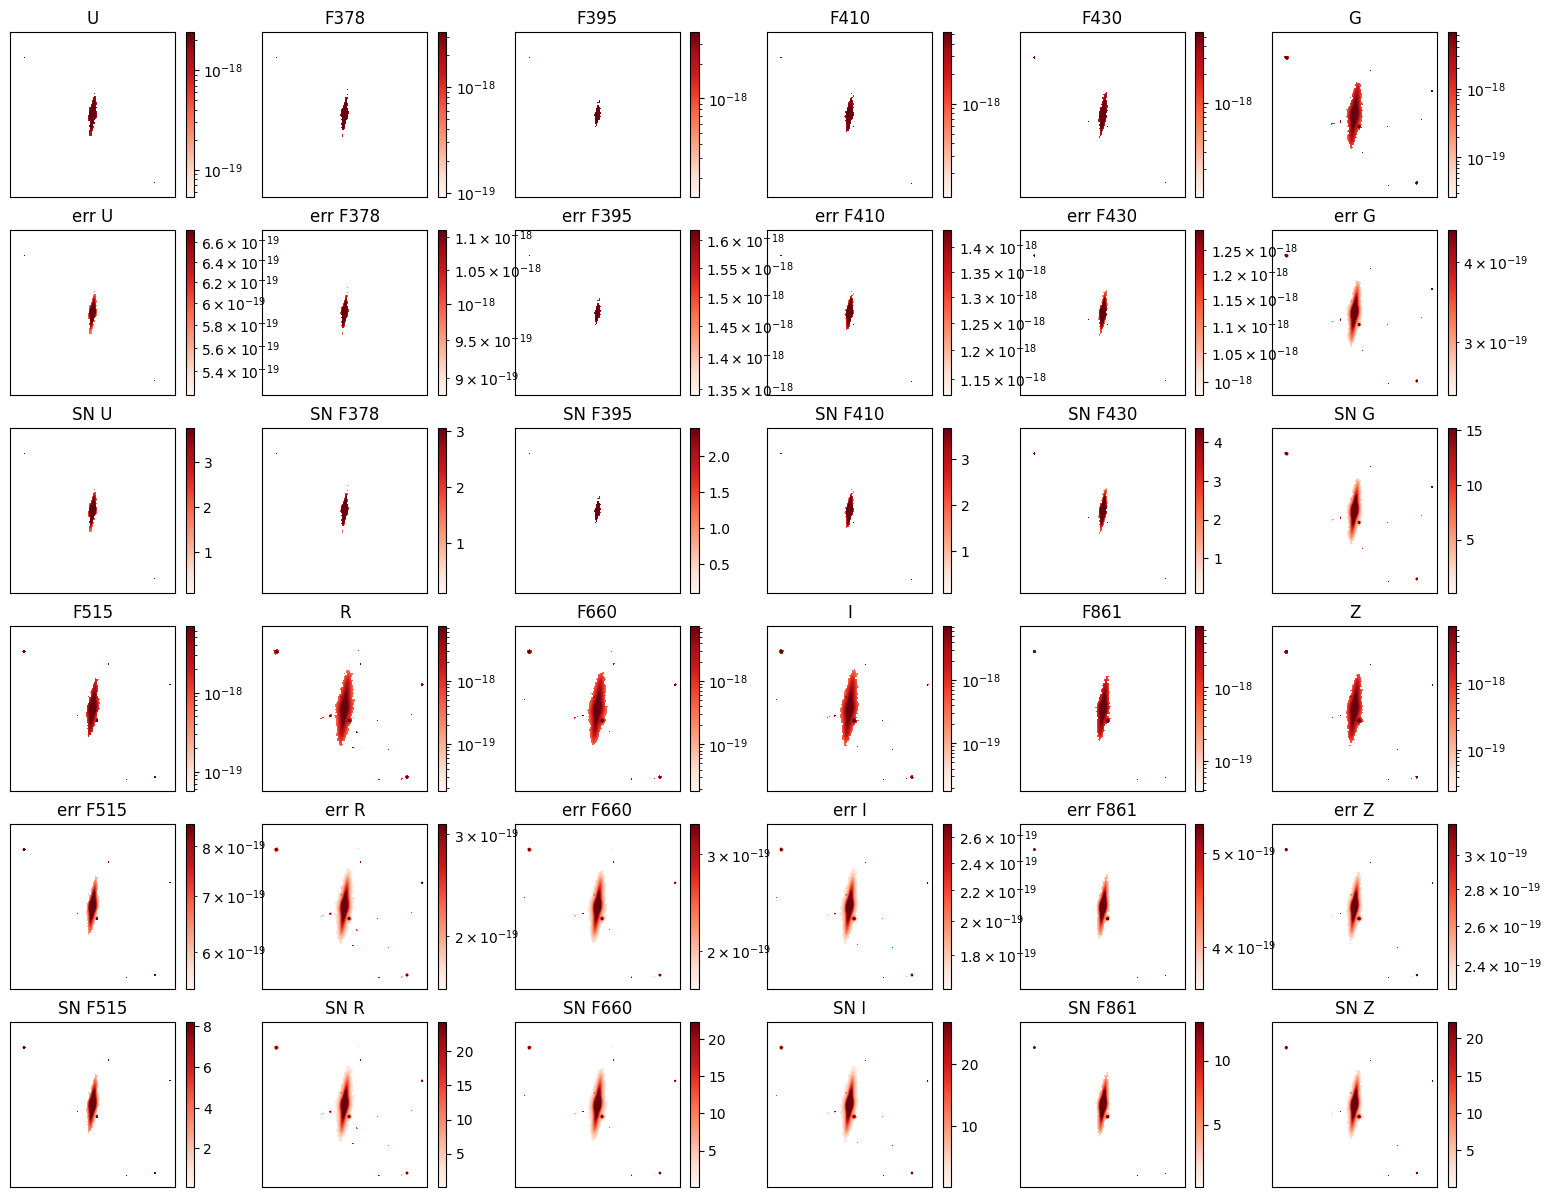 U F378 F395 F410 F430 G
10⁻¹⁸ 10⁻¹⁸ 10⁻¹⁸ 10⁻¹⁸ 10⁻¹⁸ 10⁻¹⁸
10⁻¹⁹ 10⁻¹⁹ 10⁻¹⁹
err U err F378 err F395 err F410 err F430 err G
6.6 × 10⁻¹⁹ 1.1 × 10⁻¹⁸ 1.6 × 10⁻¹⁸ 1.4 × 10⁻¹⁸ 1.25 × 10⁻¹⁸ 4 × 10⁻¹⁹
6.4 × 10⁻¹⁹ 1.05 × 10⁻¹⁸ 1.55 × 10⁻¹⁸ 1.35 × 10⁻¹⁸ 1.2 × 10⁻¹⁸ 3 × 10⁻¹⁹
6.2 × 10⁻¹⁹ 10⁻¹⁸ 1.5 × 10⁻¹⁸ 1.3 × 10⁻¹⁸ 1.15 × 10⁻¹⁸
6 × 10⁻¹⁹ 9.5 × 10⁻¹⁹ 1.45 × 10⁻¹⁸ 1.25 × 10⁻¹⁸ 1.1 × 10⁻¹⁸
5.8 × 10⁻¹⁹ 9 × 10⁻¹⁹ 1.4 × 10⁻¹⁸ 1.2 × 10⁻¹⁸ 1.05 × 10⁻¹⁸
5.6 × 10⁻¹⁹ 1.35 × 10⁻¹⁸ 1.15 × 10⁻¹⁸ 10⁻¹⁸
5.4 × 10⁻¹⁹
SN U SN F378 SN F395 SN F410 SN F430 SN G
3 3 2.0 3 4 15
2 2 1.5 2 3 10
1 1 1.0 1 2 5
0.5 1
F515 R F660 I F861 Z
10⁻¹⁸ 10⁻¹⁸ 10⁻¹⁸ 10⁻¹⁸ 10⁻¹⁸ 10⁻¹⁸
10⁻¹⁹ 10⁻¹⁹ 10⁻¹⁹ 10⁻¹⁹ 10⁻¹⁹ 10⁻¹⁹
err F515 err R err F660 err I err F861 err Z
8 × 10⁻¹⁹ 3 × 10⁻¹⁹ 3 × 10⁻¹⁹ 2.6 × 10⁻¹⁹ 5 × 10⁻¹⁹ 3 × 10⁻¹⁹
7 × 10⁻¹⁹ 2 × 10⁻¹⁹ 2 × 10⁻¹⁹ 2.4 × 10⁻¹⁹ 4 × 10⁻¹⁹ 2.8 × 10⁻¹⁹
6 × 10⁻¹⁹ 2.2 × 10⁻¹⁹ 2.6 × 10⁻¹⁹
2 × 10⁻¹⁹ 2.4 × 10⁻¹⁹
1.8 × 10⁻¹⁹
SN F515 SN R SN F660 SN I SN F861 SN Z
8 20 20 20 10 20
6 15 15 10 5 15
4 10 10 10
2 5 5 5